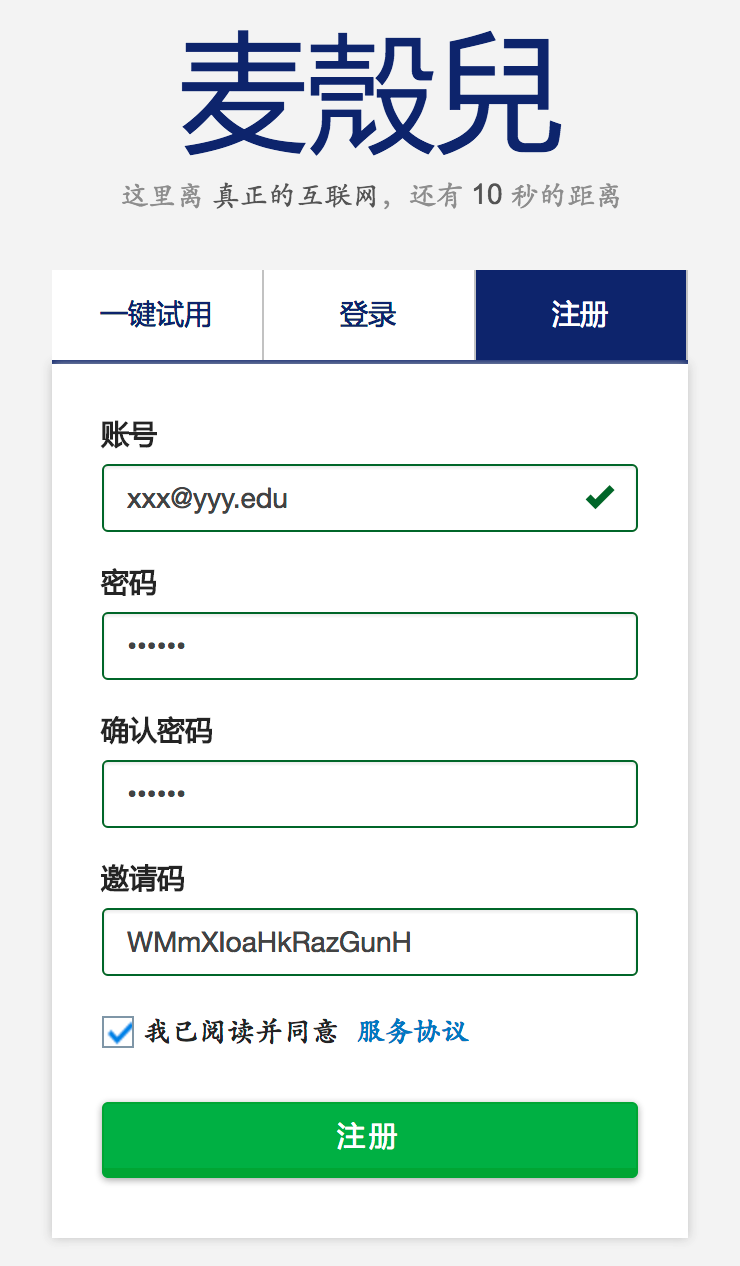 麦殻兒
这里离 真正的互联网，还有 10 秒的距离
一键试用
登录
注册
账号
xxx@yyy.edu
密码
••••••
确认密码
••••••
邀请码
WMmXIoaHkRazGunH
我已阅读并同意 服务协议
注册